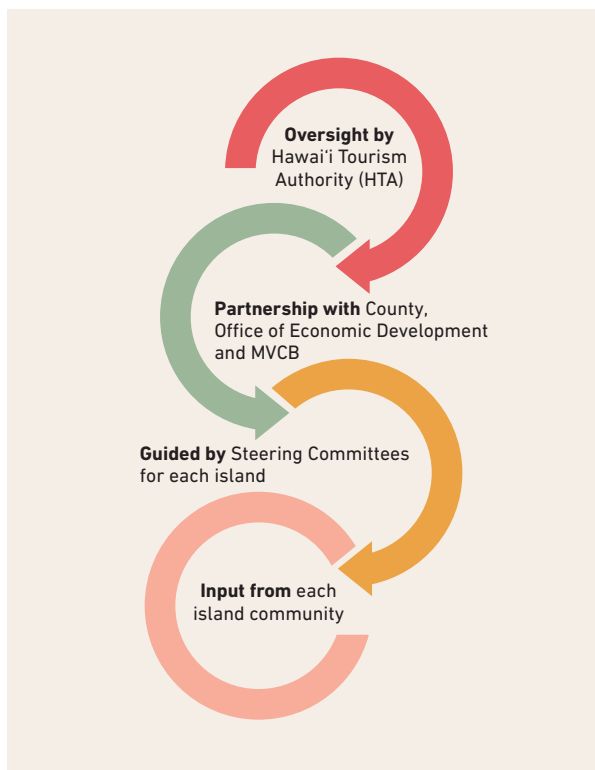 Oversight by
Hawaiʻi Tourism
Authority (HTA)
Partnership with County,
Office of Economic Development
and MVCB
Guided by Steering Committees
for each island
Input from each
island community